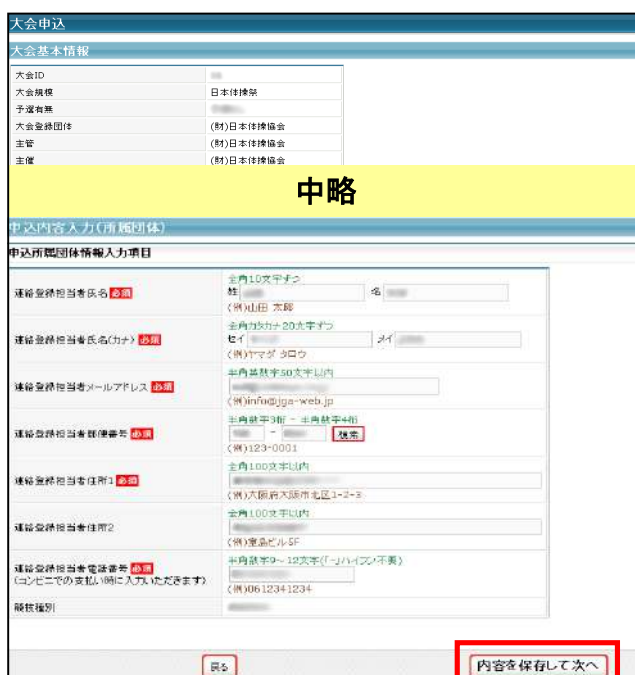 大会申込
大会基本情報
大会ID
大会規模 日本体操祭
予選有無
大会登録団体 (財)日本体操協会
主管 (財)日本体操協会
主催 (財)日本体操協会
中略
申込内容入力(所属団体)
申込所属団体情報入力項目
全角10文字ずつ
連絡登録担当者氏名 必須 姓 名
(例)山田 太郎
全角カタカナ20文字ずつ
連絡登録担当者氏名(カナ) 必須 セイ メイ
(例)ヤマダ タロウ
半角英数字50文字以内
連絡登録担当者メールアドレス 必須
(例)info@jga-web.jp
半角数字3桁 - 半角数字4桁
連絡登録担当者郵便番号 必須 - 検索
(例)123-0001
全角100文字以内
連絡登録担当者住所1 必須
(例)大阪府大阪市北区1-2-3
全角100文字以内
連絡登録担当者住所2
(例)堂島ビル5F
半角数字9~12文字(「-」ハイフン不要)
連絡登録担当者電話番号 必須
(コンビニでの支払い時に入力いただきます)
(例)0612341234
競技種別
戻る 内容を保存して次へ